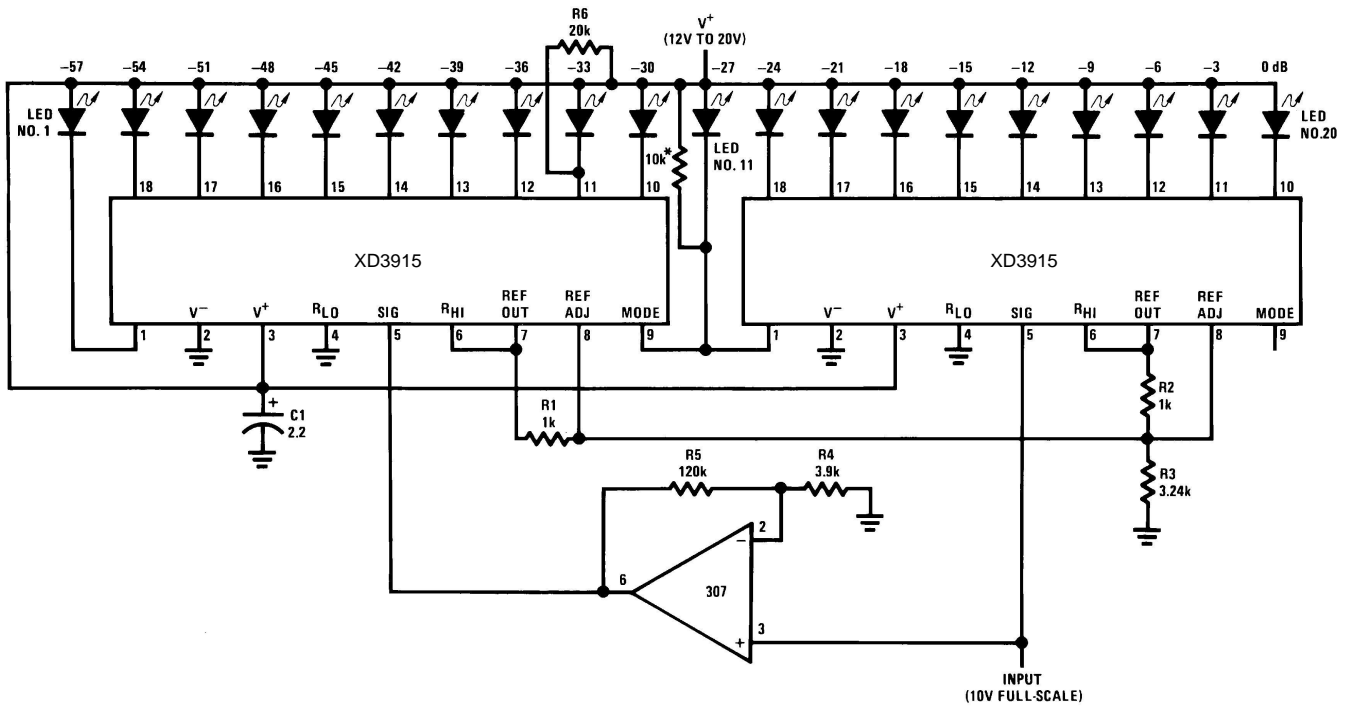 R6
20k
V+
(12V TO 20V)
–57 –54 –51 –48 –45 –42 –39 –36 –33 –30 –27 –24 –21 –18 –15 –12 –9 –6 –3 0 dB
LED
NO. 1
10k*
LED
NO. 11
LED
NO.20
18 17 16 15 14 13 12 11 10
18 17 16 15 14 13 12 11 10
XD3915
XD3915
V– V+ RLO SIG RHI REF OUT REF ADJ MODE
1 2 3 4 5 6 7 8 9
V– V+ RLO SIG RHI REF OUT REF ADJ MODE
1 2 3 4 5 6 7 8 9
+
C1
2.2
R1
1k
R2
1k
R5
120k
R4
3.9k
R3
3.24k
2
–
6
307
3
+
INPUT
(10V FULL-SCALE)